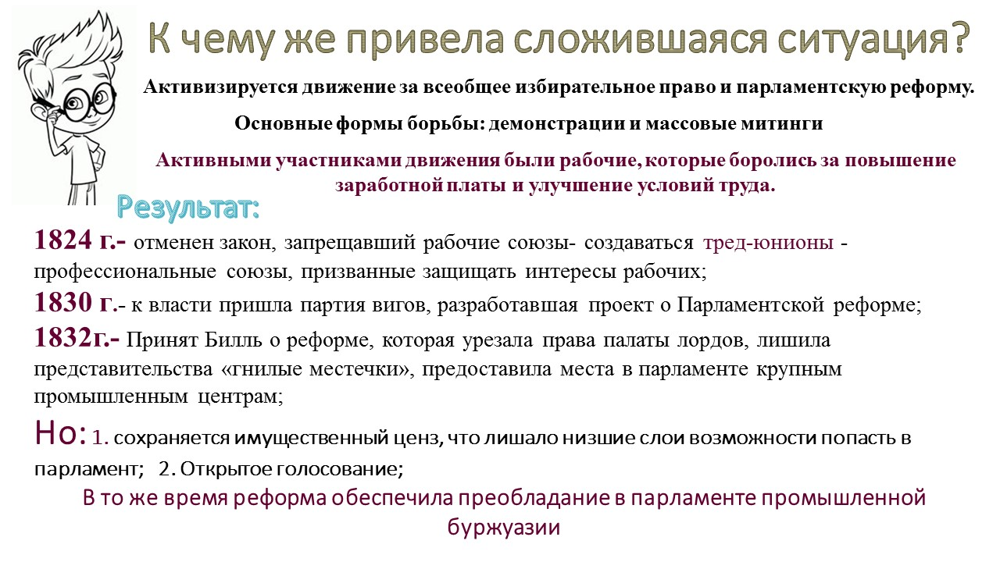 К чему же привела сложившаяся ситуация?
Активизируется движение за всеобщее избирательное право и парламентскую реформу.
Основные формы борьбы: демонстрации и массовые митинги
Активными участниками движения были рабочие, которые боролись за повышение
заработной платы и улучшение условий труда.
Результат:
1824 г.- отменен закон, запрещавший рабочие союзы- создаваться тред-юнионы -
профессиональные союзы, призванные защищать интересы рабочих;
1830 г.- к власти пришла партия вигов, разработавшая проект о Парламентской реформе;
1832г.- Принят Билль о реформе, которая урезала права палаты лордов, лишила
представительства «гнилые местечки», предоставила места в парламенте крупным
промышленным центрам;
Но: 1. сохраняется имущественный ценз, что лишало низшие слои возможности попасть в
парламент; 2. Открытое голосование;
В то же время реформа обеспечила преобладание в парламенте промышленной
буржуазии